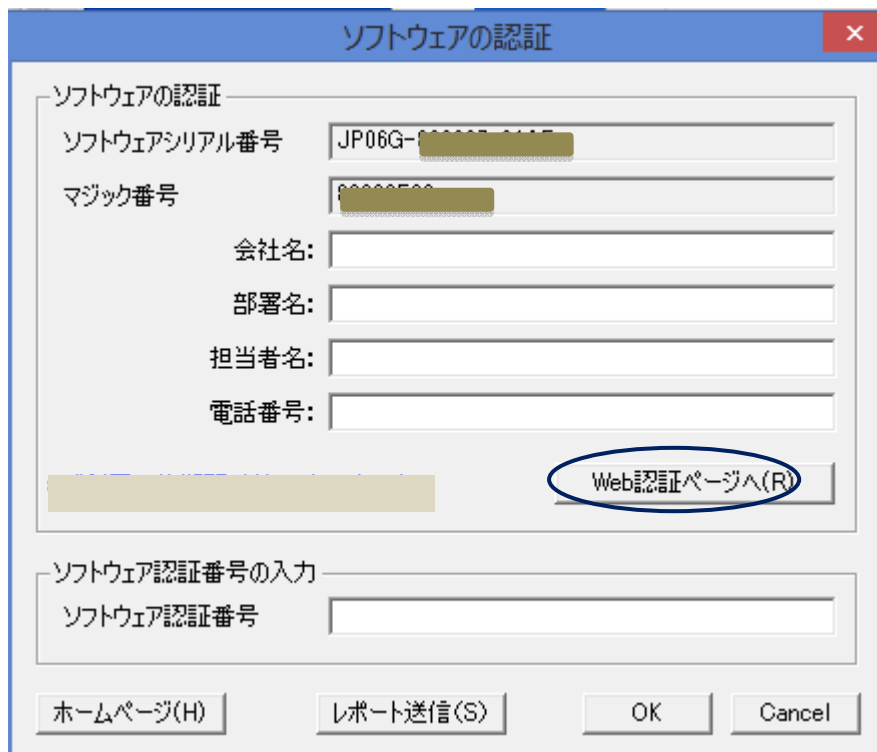 ソフトウェアの認証
ソフトウェアの認証
ソフトウェアシリアル番号 JP06G-
マジック番号
会社名:
部署名:
担当者名:
電話番号:
Web認証ページへ(R)
ソフトウェア認証番号の入力
ソフトウェア認証番号
ホームページ(H) レポート送信(S) OK Cancel